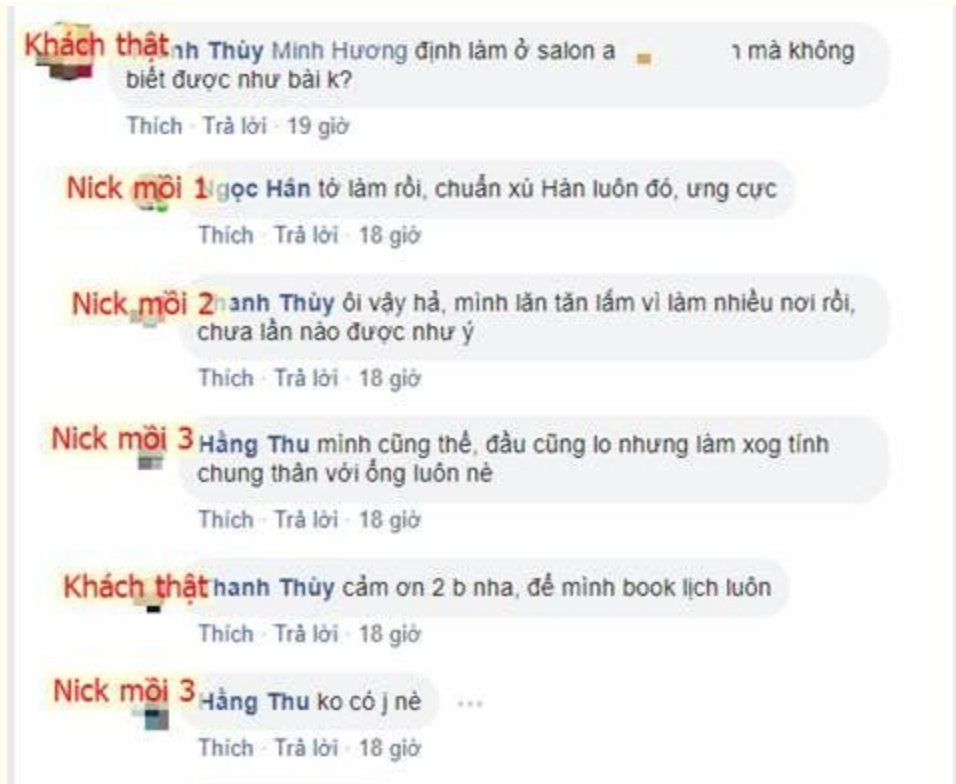 Khách thật nh Thùy Minh Hương định làm ở salon a mà không
biết được như bài k?
Thích · Trả lời · 19 giờ
Nick mồi 1 gọc Hân tở làm rồi, chuẩn xù Hàn luôn đó, ưng cực
Thích · Trả lời · 18 giờ
Nick mồi 2 hanh Thùy ôi vậy hả, mình lăn tăn lắm vì làm nhiều nơi rồi,
chưa lần nào được như ý
Thích · Trả lời · 18 giờ
Nick mồi 3 Hằng Thu mình cũng thế, đầu cũng lo nhưng làm xog tính
chung thân với ổng luôn nè
Thích · Trả lời · 18 giờ
Khách thật hanh Thùy cảm ơn 2 b nha, để mình book lịch luôn
Thích · Trả lời · 18 giờ
Nick mồi 3 Hằng Thu ko có j nè ...
Thích · Trả lời · 18 giờ